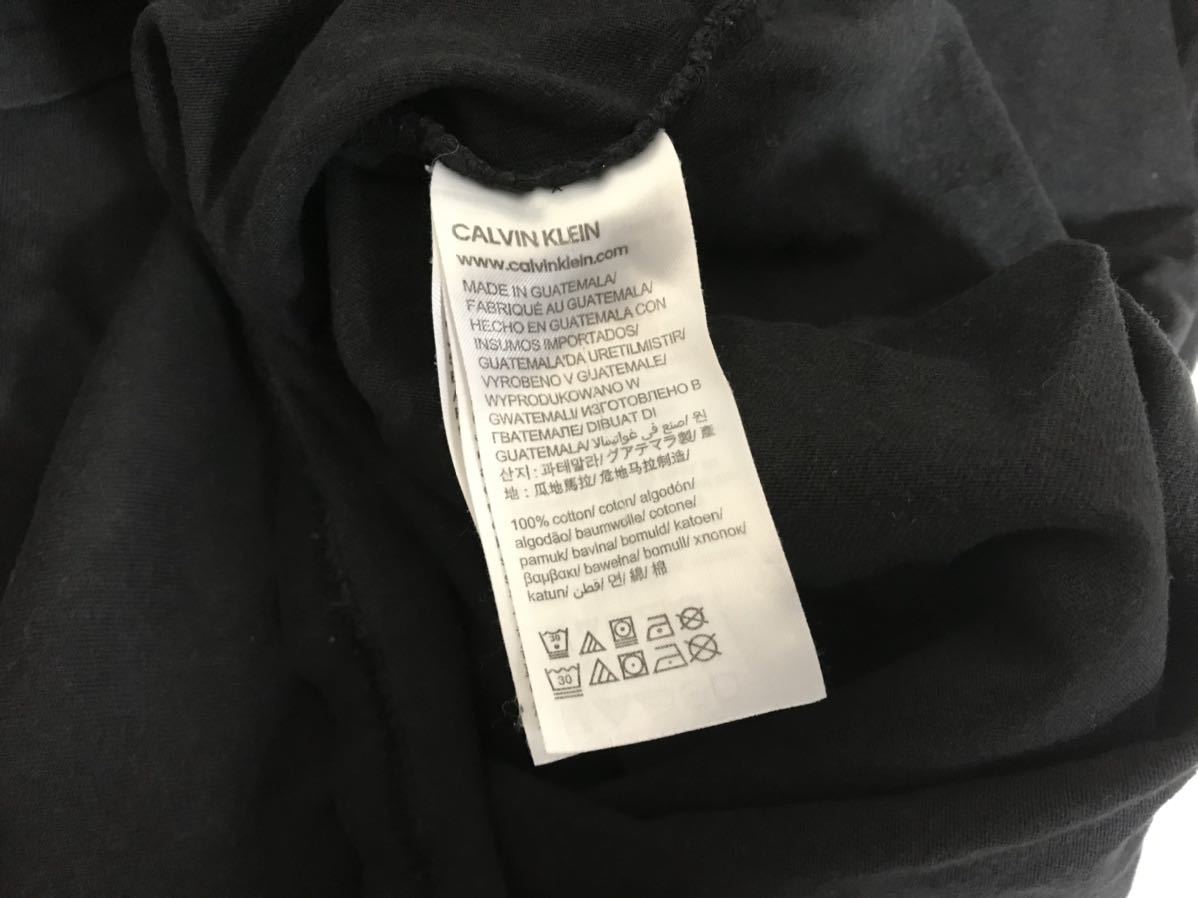 CALVIN KLEIN
www.calvinklein.com
MADE IN GUATEMALA/
FABRIQUÉ AU GUATEMALA/
HECHO EN GUATEMALA CON
INSUMOS IMPORTADOS/
GUATEMALA'DA URETILMISTIR/
VYROBENO V GUATEMALE/
WYPRODUKOWANO W
GWATEMALI/ ИЗГОТОВЛЕНО В
ГВАТЕМАЛЕ/ DIBUAT DI
GUATEMALA/ صنع في غواتيمالا/ 원
산지 : 과테말라/ グアテマラ製/ 產
地 : 瓜地馬拉/ 危地马拉制造/
100% cotton/ coton/ algodón/
algodão/ baumwolle/ cotone/
pamuk/ bavlna/ bomuld/ katoen/
βαμβακι/ bawełna/ bomull/ хлопок/
katun/ قطن/ 면/ 綿/ 棉
30
30